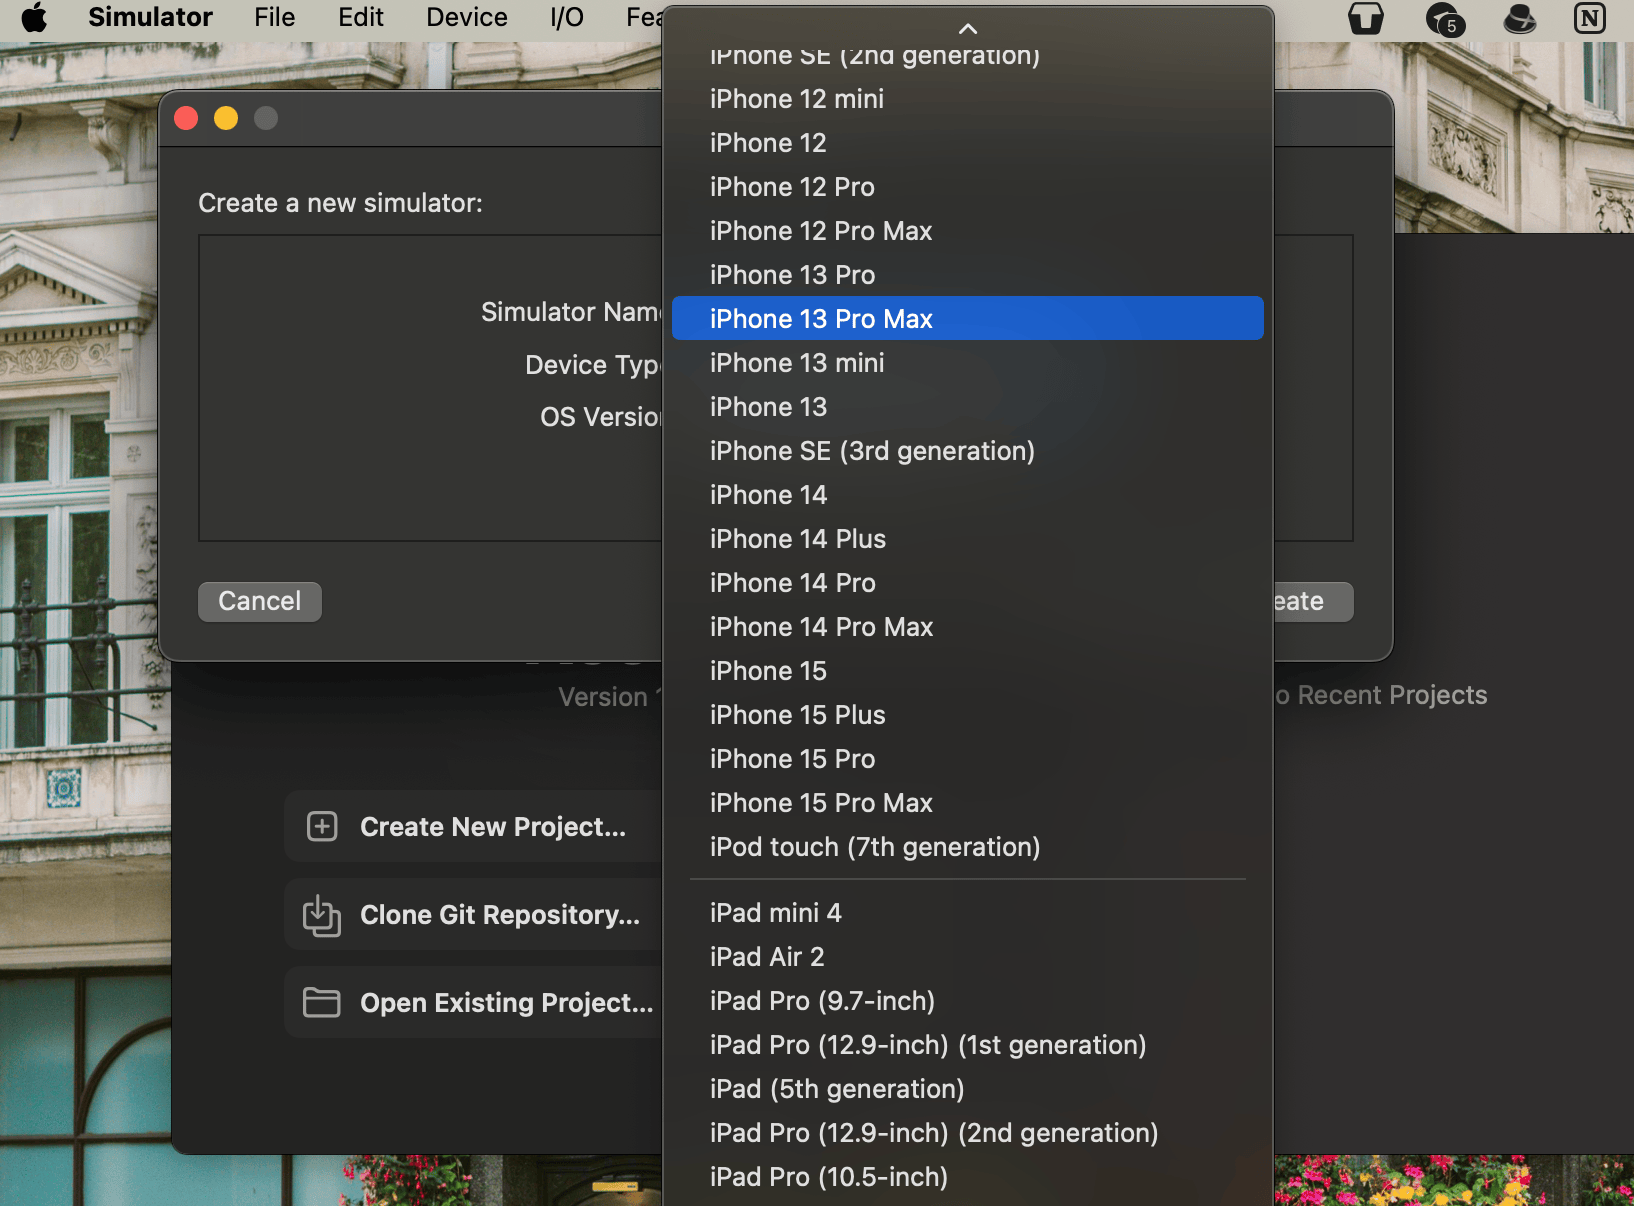 Simulator File Edit Device I/O
5
N
Create a new simulator:
Simulator Name
Device Type
OS Version
Cancel
Version
Create New Project...
Clone Git Repository...
Open Existing Project...
iPhone SE (2nd generation)
iPhone 12 mini
iPhone 12
iPhone 12 Pro
iPhone 12 Pro Max
iPhone 13 Pro
iPhone 13 Pro Max
iPhone 13 mini
iPhone 13
iPhone SE (3rd generation)
iPhone 14
iPhone 14 Plus
iPhone 14 Pro
iPhone 14 Pro Max
iPhone 15
iPhone 15 Plus
iPhone 15 Pro
iPhone 15 Pro Max
iPod touch (7th generation)
iPad mini 4
iPad Air 2
iPad Pro (9.7-inch)
iPad Pro (12.9-inch) (1st generation)
iPad (5th generation)
iPad Pro (12.9-inch) (2nd generation)
iPad Pro (10.5-inch)
eate
o Recent Projects